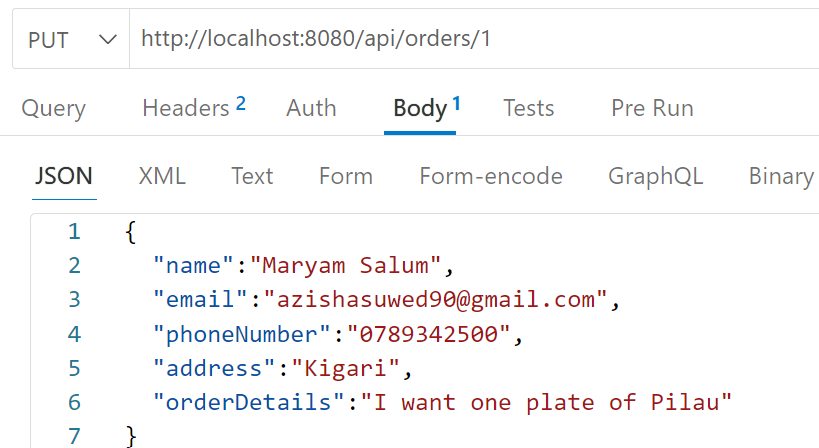 PUT http://localhost:8080/api/orders/1
Query Headers 2 Auth Body 1 Tests Pre Run
JSON XML Text Form Form-encode GraphQL Binary
1 {
2 "name":"Maryam Salum",
3 "email":"azishasuwed90@gmail.com",
4 "phoneNumber":"0789342500",
5 "address":"Kigari",
6 "orderDetails":"I want one plate of Pilau"
7 }